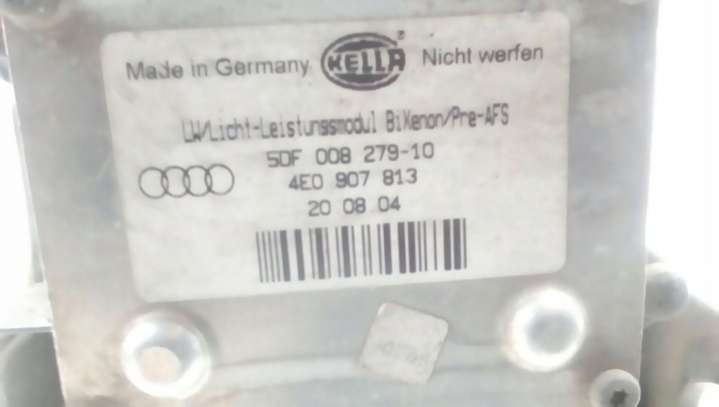 Made in Germany HELLA ® Nicht werfen
LW/Licht-Leistungsmodul BiXenon/Pre-AFS
5DF 008 279-10
4E0 907 813
20 08 04